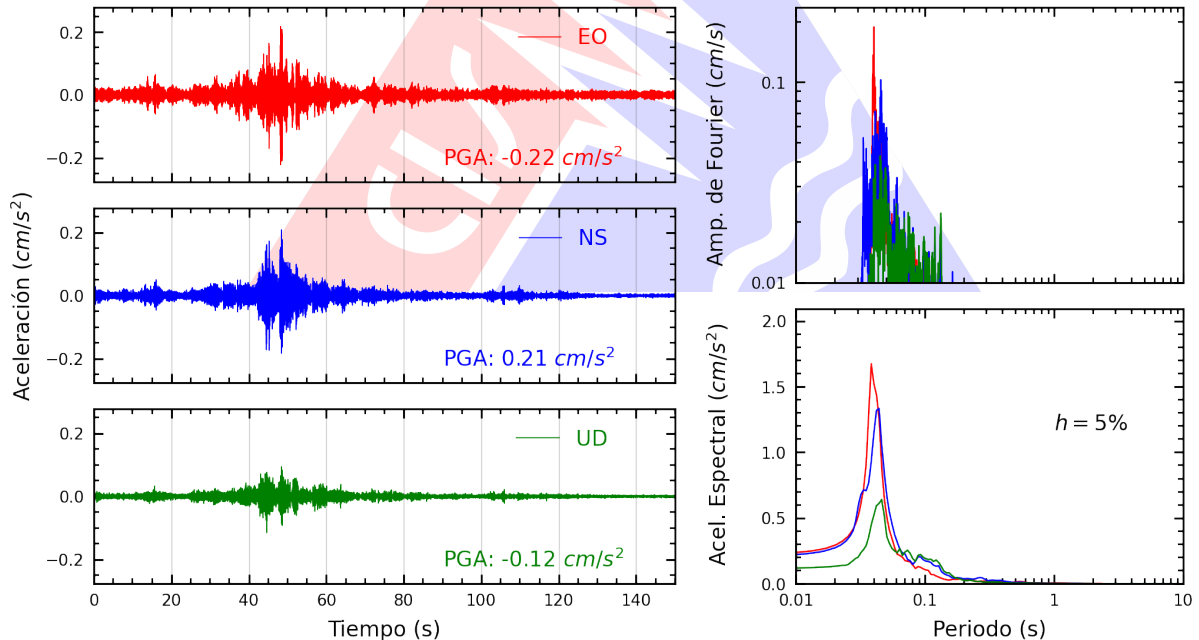 0.2
0.0
−0.2
EO
PGA: -0.22 cm/s²
0.2
0.0
−0.2
NS
PGA: 0.21 cm/s²
0.2
0.0
−0.2
UD
PGA: -0.12 cm/s²
Aceleración (cm/s²)
0 20 40 60 80 100 120 140
Tiempo (s)
Amp. de Fourier (cm/s)
0.1
0.01
Acel. Espectral (cm/s²)
2.0
1.5
1.0
0.5
0.0
h = 5%
0.01 0.1 1 10
Periodo (s)